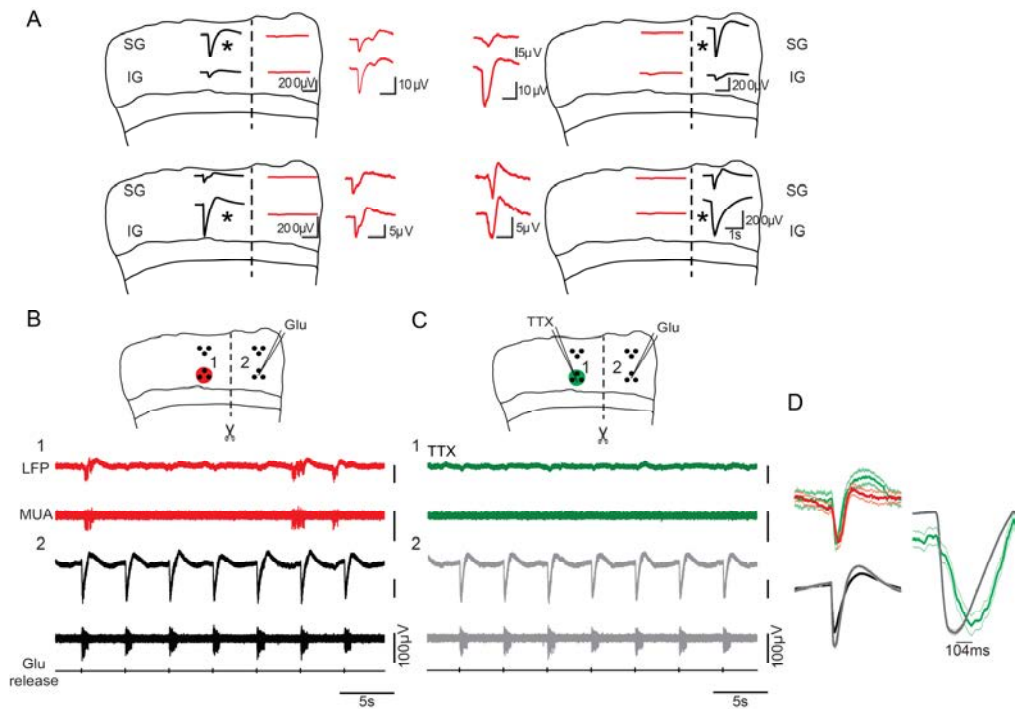 A
SG
IG
*
200µV
10µV
5µV
10µV
*
200µV
SG
IG
SG
IG
*
200µV
5µV
5µV
*
200µV
1s
SG
IG
B
Glu
1
2
C
TTX
Glu
1
2
D
1
LFP
MUA
2
Glu
release
100µV
5s
1
TTX
2
100µV
5s
104ms